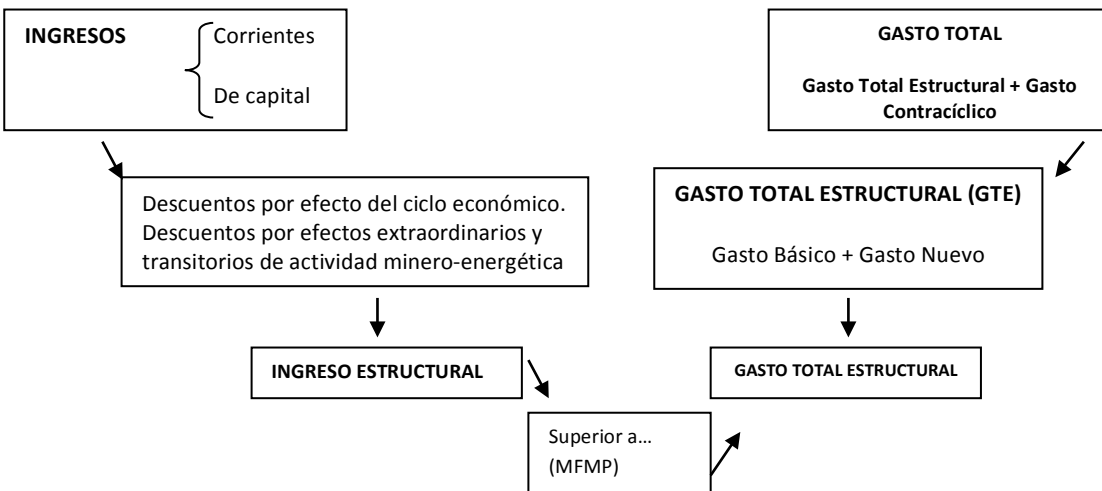 INGRESOS
Corrientes
De capital
GASTO TOTAL
Gasto Total Estructural + Gasto
Contracíclico
Descuentos por efecto del ciclo económico.
Descuentos por efectos extraordinarios y
transitorios de actividad minero-energética
GASTO TOTAL ESTRUCTURAL (GTE)
Gasto Básico + Gasto Nuevo
INGRESO ESTRUCTURAL
GASTO TOTAL ESTRUCTURAL
Superior a...
(MFMP)